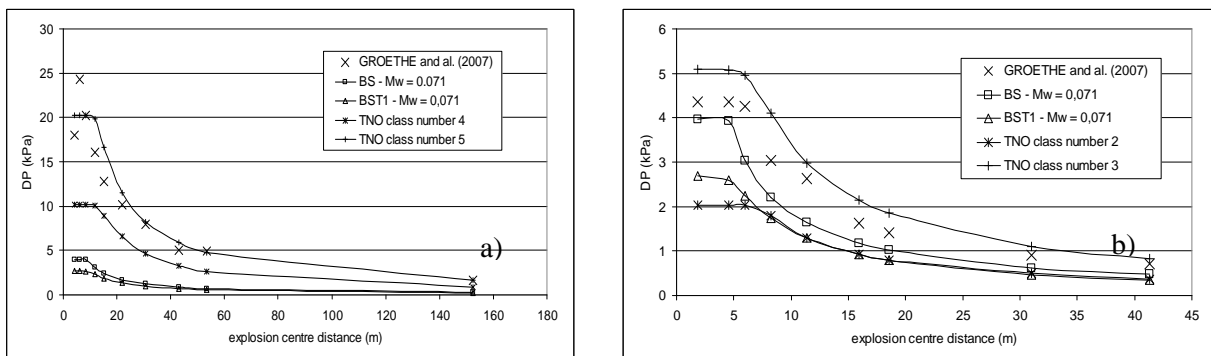 30
25
20
15
10
5
0
DP (kPa)
GROETHE and al. (2007)
BS - Mw = 0.071
BST1 - Mw = 0,071
TNO class number 4
TNO class number 5
a)
0 20 40 60 80 100 120 140 160 180
explosion centre distance (m)
6
5
4
3
2
1
0
DP (kPa)
GROETHE and al. (2007)
BS - Mw = 0,071
BST1 - Mw = 0,071
TNO class number 2
TNO class number 3
b)
0 5 10 15 20 25 30 35 40 45
explosion centre distance (m)